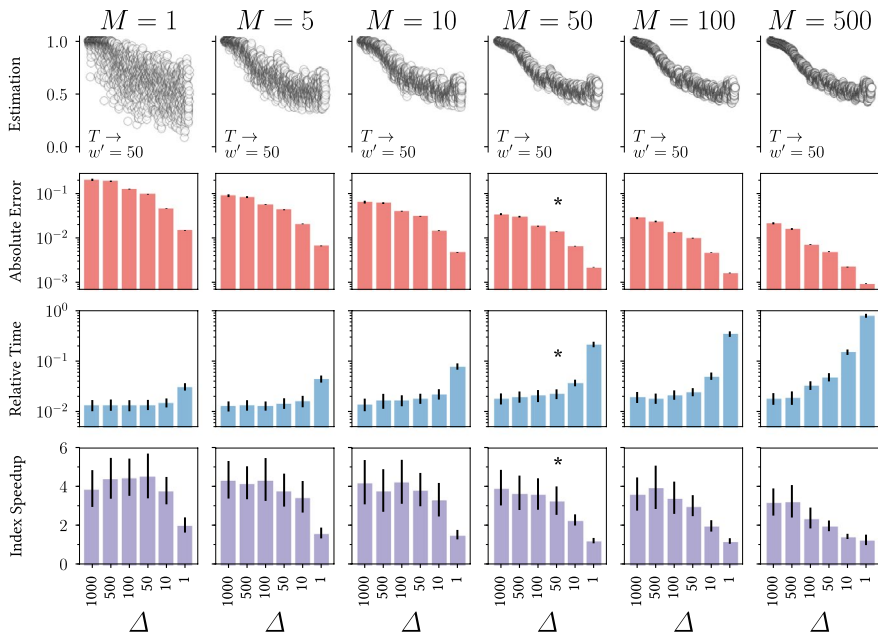 M = 1 M = 5 M = 10 M = 50 M = 100 M = 500
Estimation
1.0
0.5
0.0
T →
w′ = 50
T →
w′ = 50
T →
w′ = 50
T →
w′ = 50
T →
w′ = 50
T →
w′ = 50
Absolute Error
10⁻¹
10⁻²
10⁻³
*
Relative Time
10⁰
10⁻¹
10⁻²
*
Index Speedup
6
4
2
0
*
1000 500 100 50 10 1
1000 500 100 50 10 1
1000 500 100 50 10 1
1000 500 100 50 10 1
1000 500 100 50 10 1
1000 500 100 50 10 1
Δ Δ Δ Δ Δ Δ